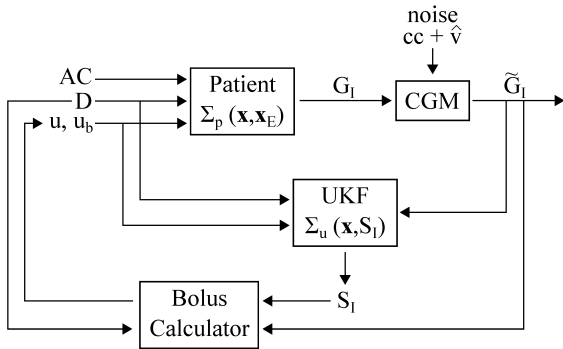 noise
cc + v̂
AC
D
u, u_b
Patient
Σ_p (x,x_E)
G_I
CGM
G̃_I
UKF
Σ_u (x,S_I)
S_I
Bolus
Calculator